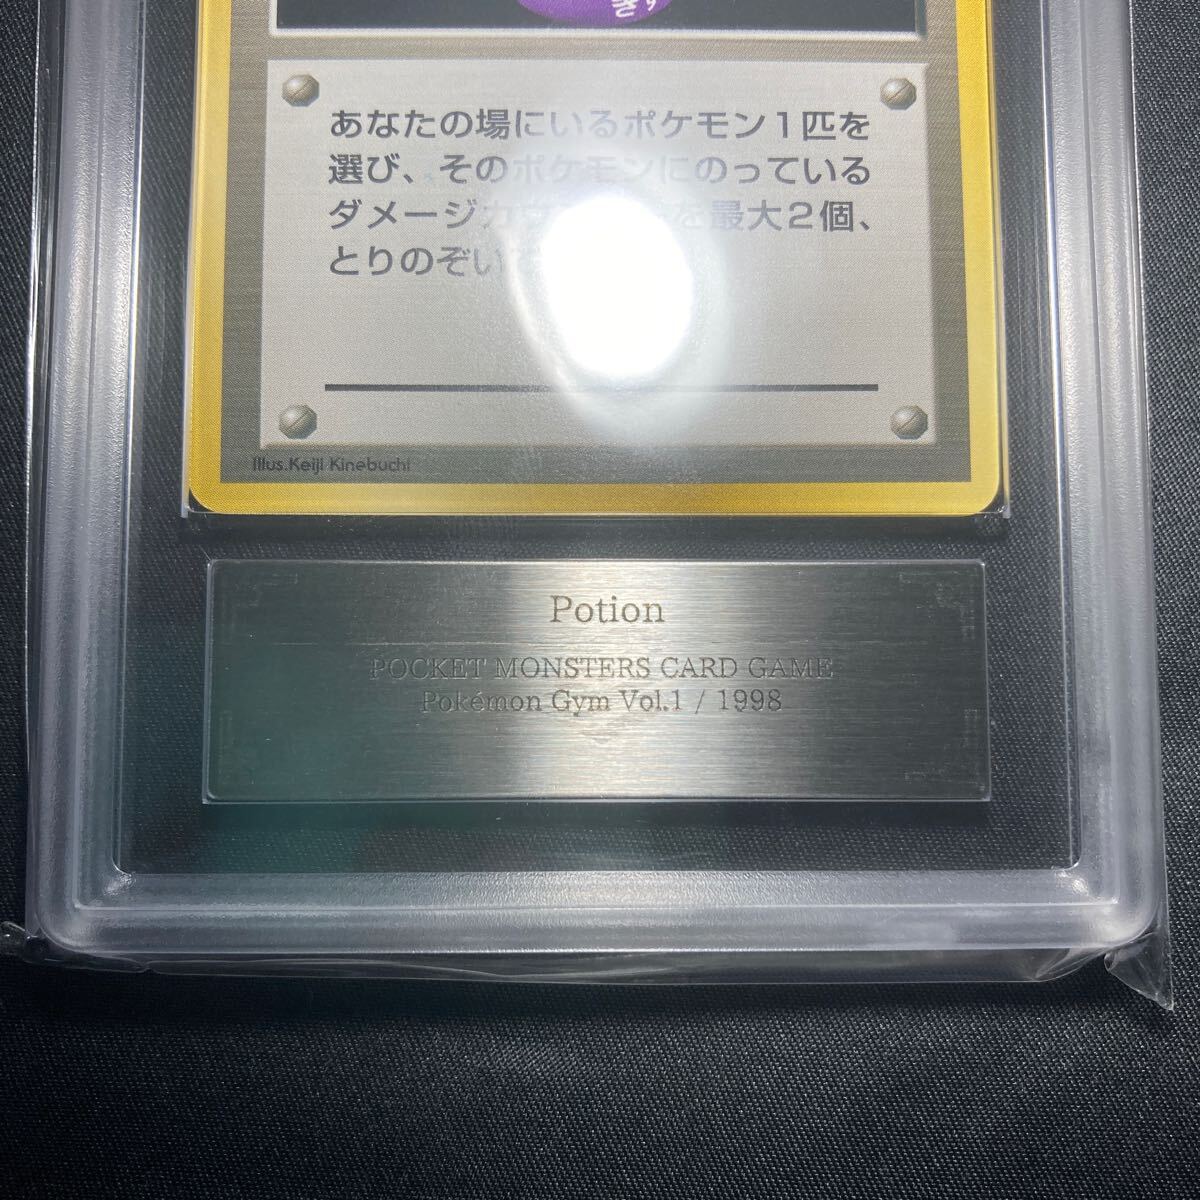 あなたの場にいるポケモン1匹を
選び、そのポケモンにのっている
ダメージカウ を最大2個、
とりのぞい
Illus.Keiji Kinebuchi
Potion
POCKET MONSTERS CARD GAME
Pokémon Gym Vol.1 / 1998